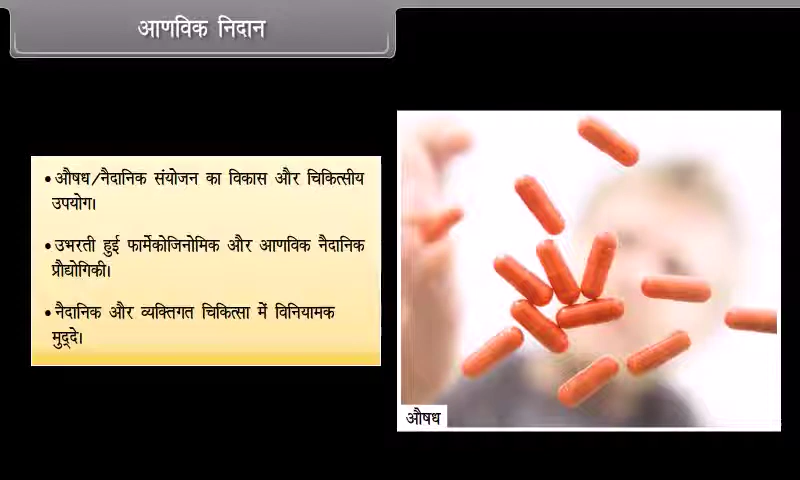 आणविक निदान
•औषध/नैदानिक संयोजन का विकास और चिकित्सीय
उपयोग।
•उभरती हुई फार्मेकोजिनोमिक और आणविक नैदानिक
प्रौद्योगिकी।
•नैदानिक और व्यक्तिगत चिकित्सा में विनियामक
मुद्दे।
औषध